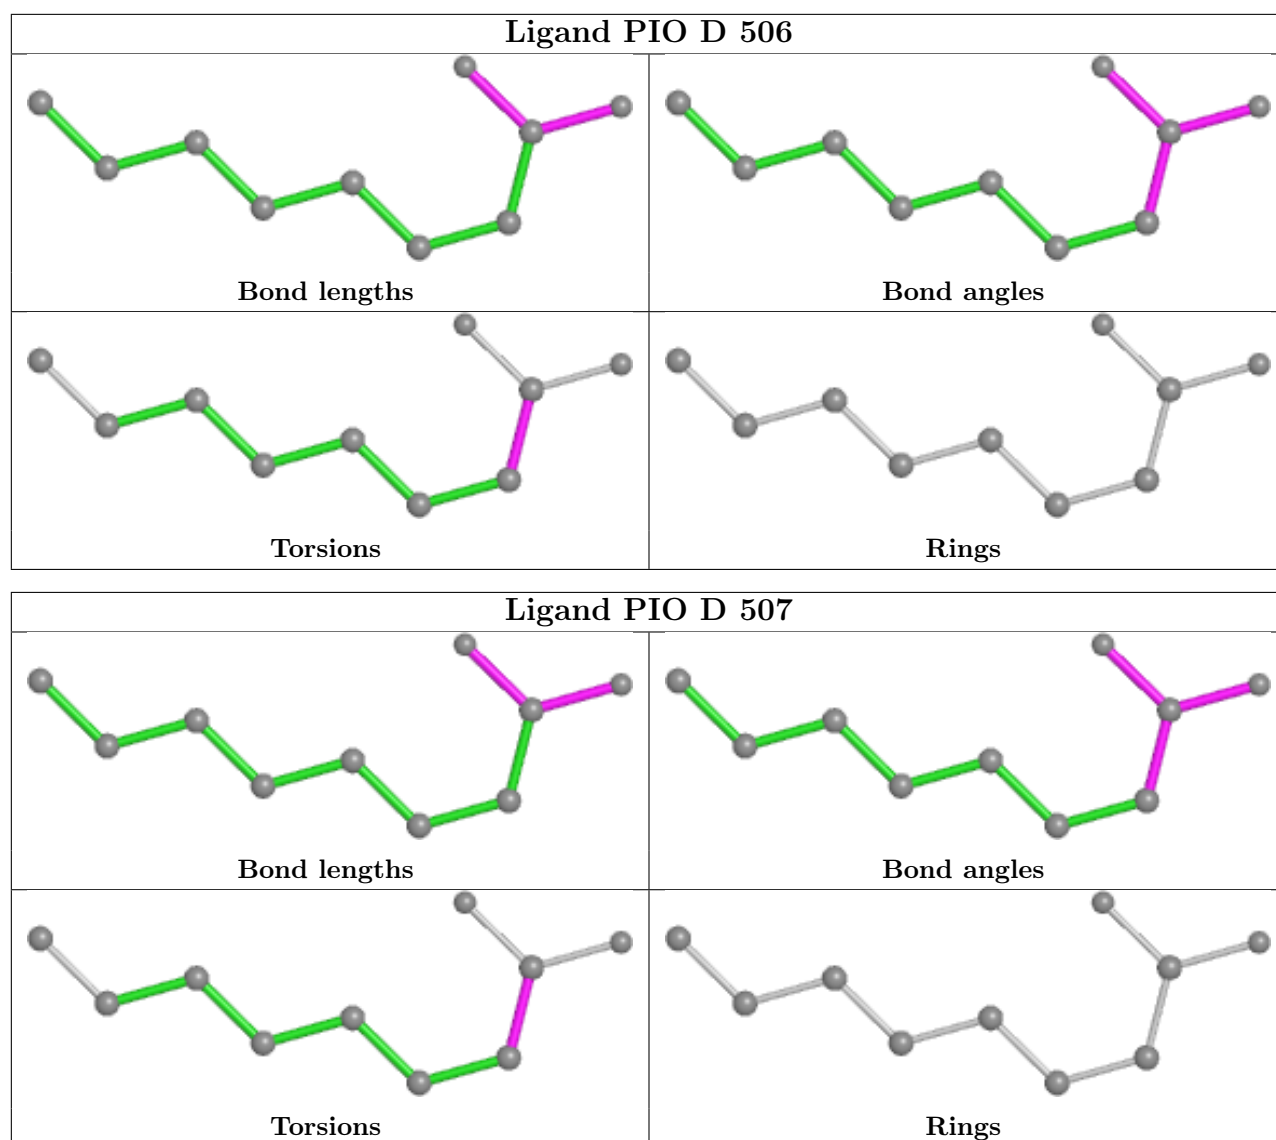 Ligand PIO D 506
Bond lengths
Bond angles
Torsions
Rings
Ligand PIO D 507
Bond lengths
Bond angles
Torsions
Rings